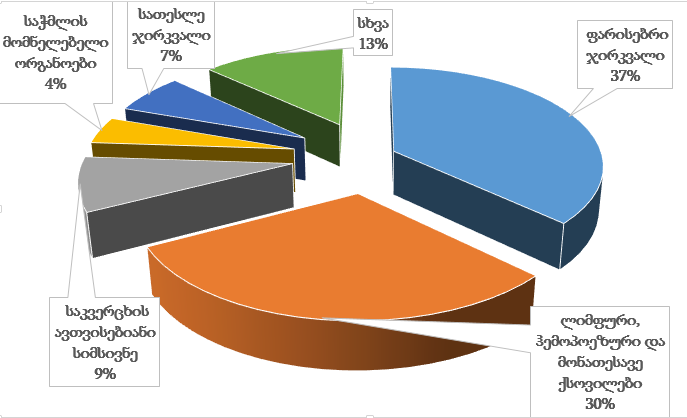 საჭმლის
მომნელებელი
ორგანოები
4%
სათესლე
ჯირკვალი
7%
სხვა
13%
ფარისებრი
ჯირკვალი
37%
საკვერცხის
ავთვისებიანი
სიმსივნე
9%
ლიმფური,
ჰემოპოეზური და
მონათესავე
ქსოვილები
30%